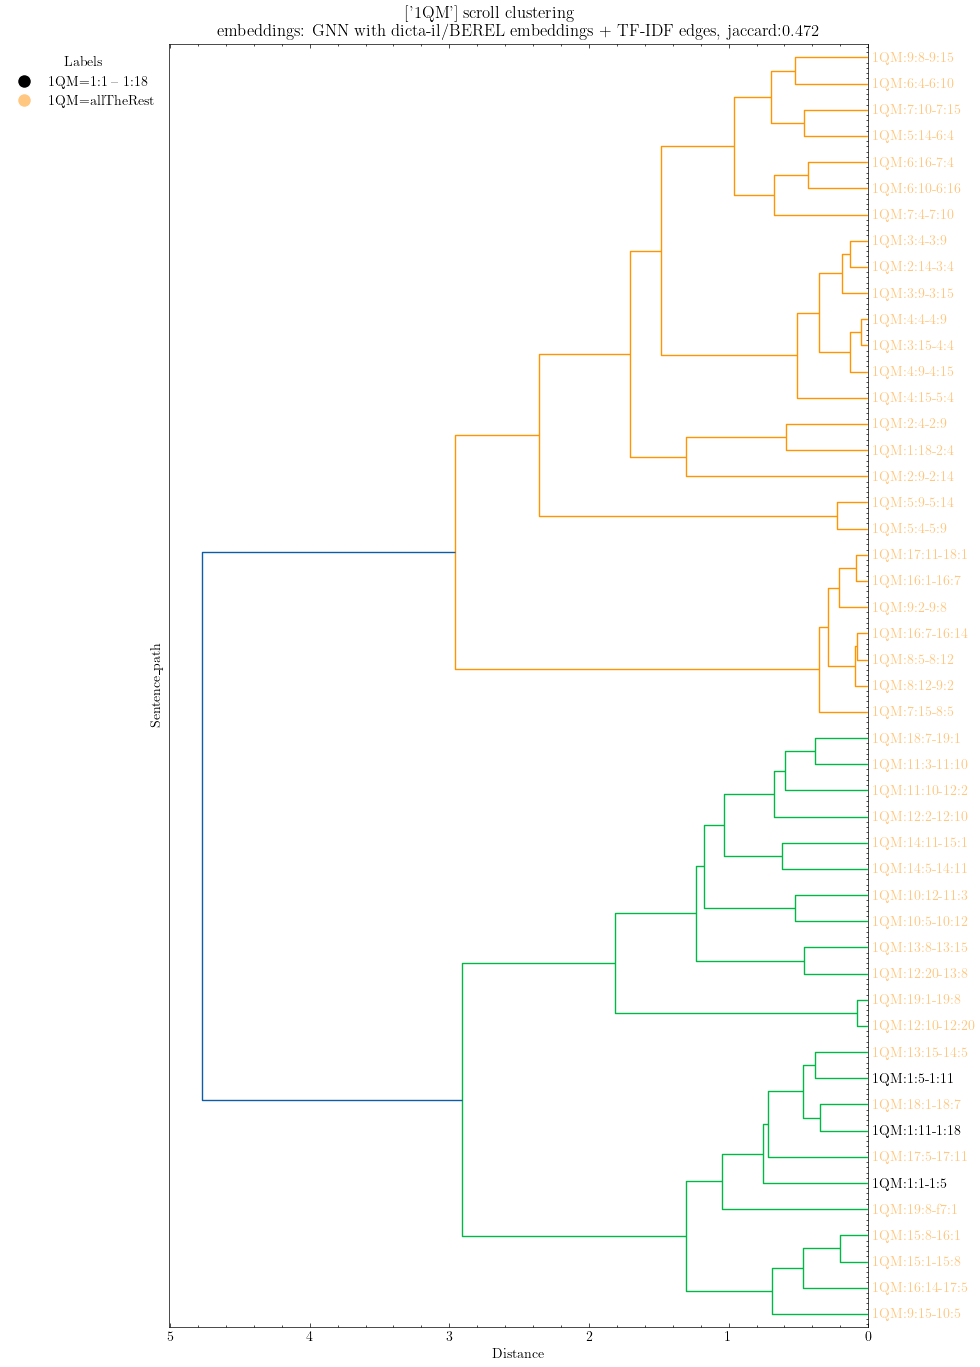 ['1QM'] scroll clustering
embeddings: GNN with dicta-il/BEREL embeddings + TF-IDF edges, jaccard:0.472
Labels
1QM=1:1 – 1:18
1QM=allTheRest
1QM:9:8-9:15
1QM:6:4-6:10
1QM:7:10-7:15
1QM:5:14-6:4
1QM:6:16-7:4
1QM:6:10-6:16
1QM:7:4-7:10
1QM:3:4-3:9
1QM:2:14-3:4
1QM:3:9-3:15
1QM:4:4-4:9
1QM:3:15-4:4
1QM:4:9-4:15
1QM:4:15-5:4
1QM:2:4-2:9
1QM:1:18-2:4
1QM:2:9-2:14
1QM:5:9-5:14
1QM:5:4-5:9
1QM:17:11-18:1
1QM:16:1-16:7
1QM:9:2-9:8
1QM:16:7-16:14
1QM:8:5-8:12
1QM:8:12-9:2
1QM:7:15-8:5
1QM:18:7-19:1
1QM:11:3-11:10
1QM:11:10-12:2
1QM:12:2-12:10
1QM:14:11-15:1
1QM:14:5-14:11
1QM:10:12-11:3
1QM:10:5-10:12
1QM:13:8-13:15
1QM:12:20-13:8
1QM:19:1-19:8
1QM:12:10-12:20
1QM:13:15-14:5
1QM:1:5-1:11
1QM:18:1-18:7
1QM:1:11-1:18
1QM:17:5-17:11
1QM:1:1-1:5
1QM:19:8-f7:1
1QM:15:8-16:1
1QM:15:1-15:8
1QM:16:14-17:5
1QM:9:15-10:5
Sentence_path
5 4 3 2 1 0
Distance